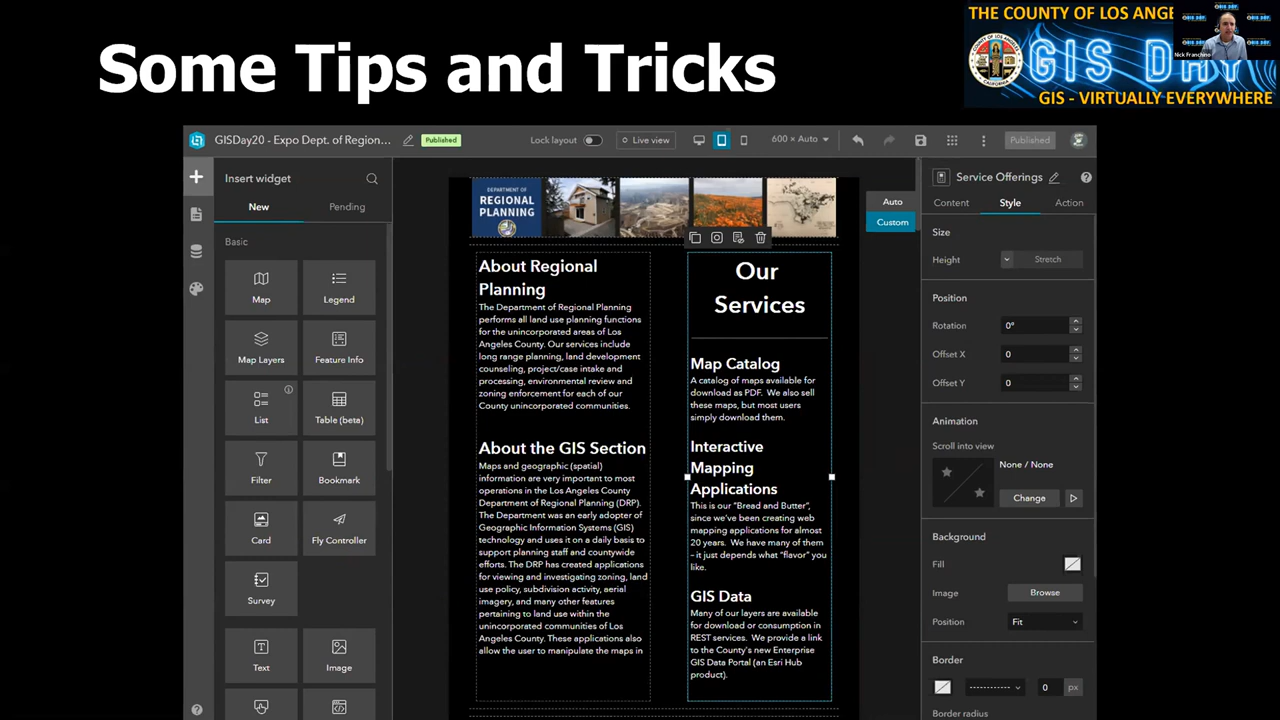 Some Tips and Tricks
THE COUNTY OF LOS ANGE
GIS DAY
GIS - VIRTUALLY EVERYWHERE
Nick Franchino
GISDay20 - Expo Dept. of Region...
Published
Lock layout
Live view
600 × Auto
Published
Insert widget
New
Pending
Basic
Map
Legend
Map Layers
Feature Info
List
Table (beta)
Filter
Bookmark
Card
Fly Controller
Survey
Text
Image
DEPARTMENT OF
REGIONAL
PLANNING
Auto
Custom
About Regional
Planning
The Department of Regional Planning
performs all land use planning functions
for the unincorporated areas of Los
Angeles County. Our services include
long range planning, land development
counseling, project/case intake and
processing, environmental review and
zoning enforcement for each of our
County unincorporated communities.
About the GIS Section
Maps and geographic (spatial)
information are very important to most
operations in the Los Angeles County
Department of Regional Planning (DRP).
The Department was an early adopter of
Geographic Information Systems (GIS)
technology and uses it on a daily basis to
support planning staff and countywide
efforts. The DRP has created applications
for viewing and investigating zoning, land
use policy, subdivision activity, aerial
imagery, and many other features
pertaining to land use within the
unincorporated communities of Los
Angeles County. These applications also
allow the user to manipulate the maps in
Our
Services
Map Catalog
A catalog of maps available for
download as PDF. We also sell
these maps, but most users
simply download them.
Interactive
Mapping
Applications
This is our "Bread and Butter",
since we've been creating web
mapping applications for almost
20 years. We have many of them
– it just depends what "flavor" you
like.
GIS Data
Many of our layers are available
for download or consumption in
REST services. We provide a link
to the County's new Enterprise
GIS Data Portal (an Esri Hub
product).
Service Offerings
Content
Style
Action
Size
Height
Stretch
Position
Rotation
0°
Offset X
0
Offset Y
0
Animation
Scroll into view
None / None
Change
Background
Fill
Image
Browse
Position
Fit
Border
0
px
Border radius